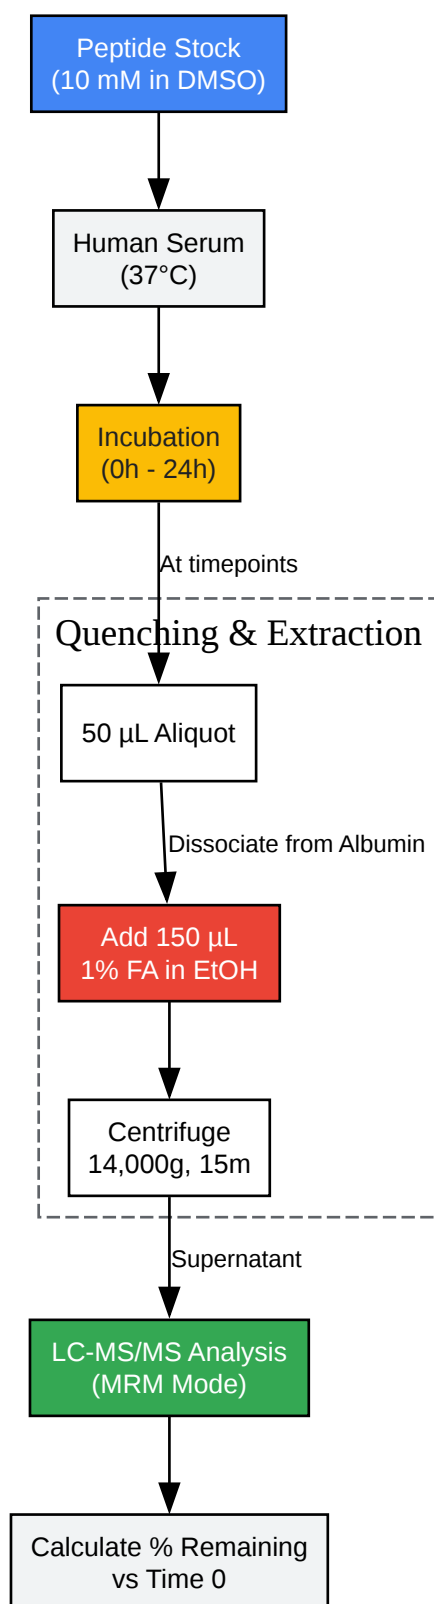 Peptide Stock
(10 mM in DMSO)
Human Serum
(37°C)
Incubation
(0h - 24h)
At timepoints
Quenching & Extraction
50 µL Aliquot
Dissociate from Albumin
Add 150 µL
1% FA in EtOH
Centrifuge
14,000g, 15m
Supernatant
LC-MS/MS Analysis
(MRM Mode)
Calculate % Remaining
vs Time 0